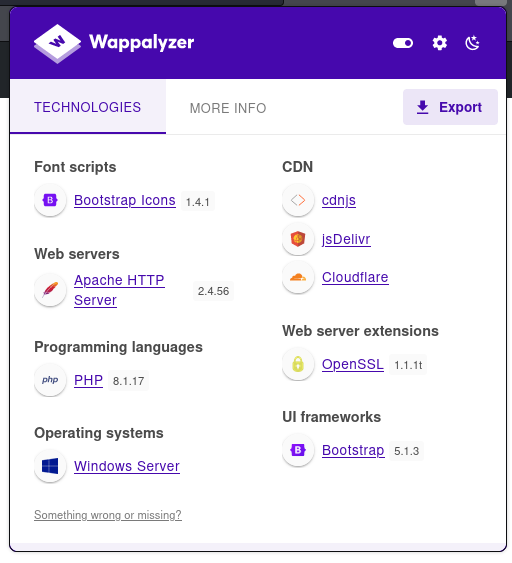 Wappalyzer
TECHNOLOGIES
MORE INFO
Export
Font scripts
Bootstrap Icons 1.4.1
Web servers
Apache HTTP
Server 2.4.56
Programming languages
php PHP 8.1.17
Operating systems
Windows Server
Something wrong or missing?
CDN
cdnjs
jsDelivr
Cloudflare
Web server extensions
OpenSSL 1.1.1t
UI frameworks
B Bootstrap 5.1.3